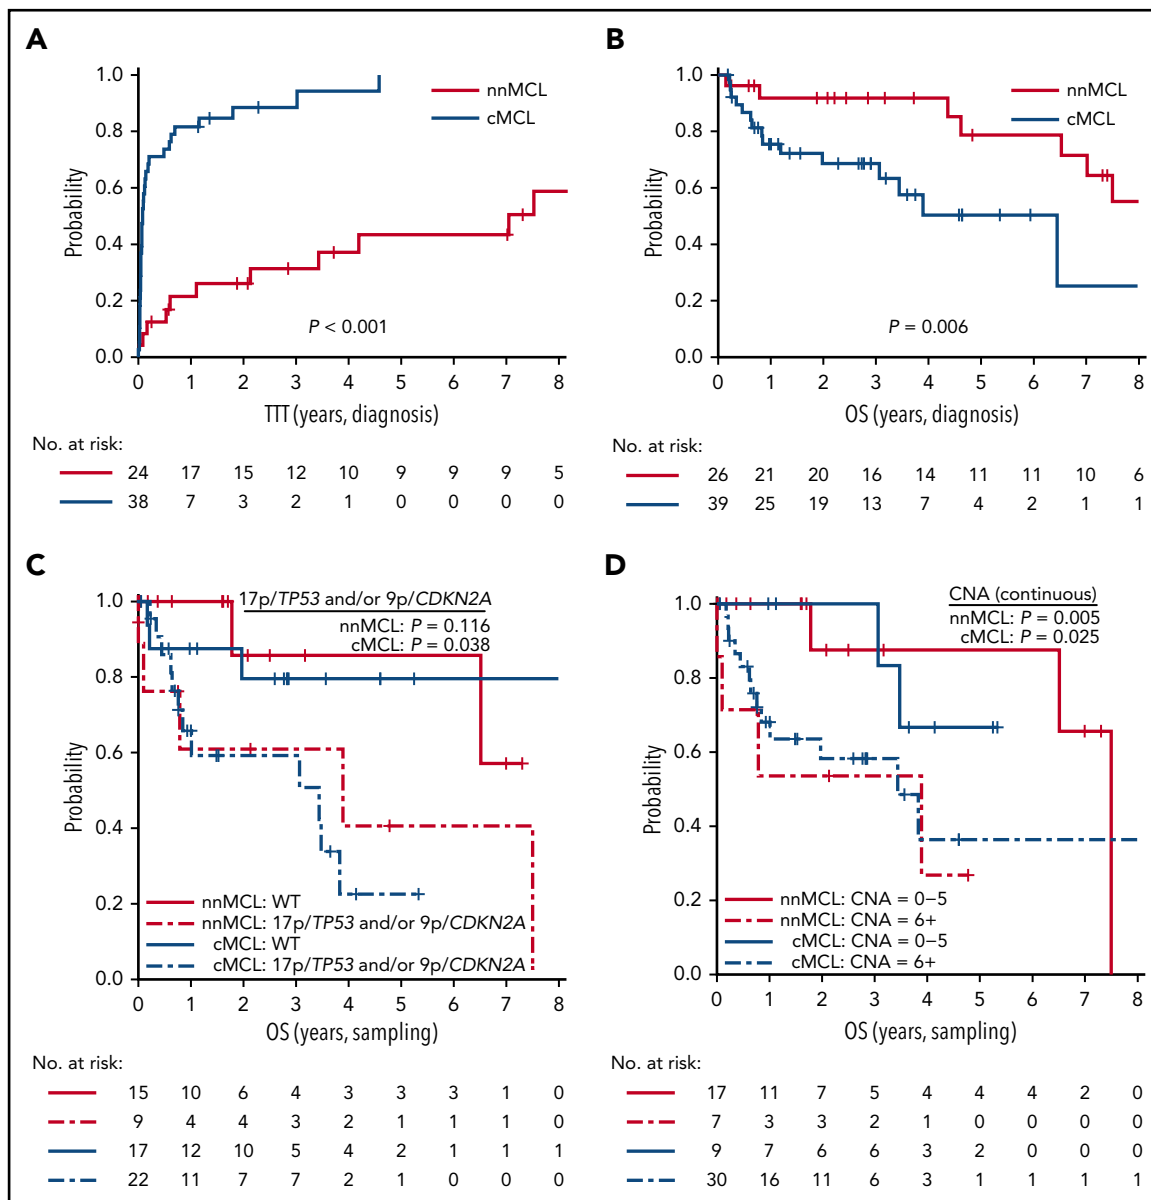 A
1.0
0.8
0.6
0.4
0.2
0.0
Probability
nnMCL
cMCL
P < 0.001
0 1 2 3 4 5 6 7 8
TTT (years, diagnosis)
No. at risk:
24 17 15 12 10 9 9 9 5
38 7 3 2 1 0 0 0 0
B
1.0
0.8
0.6
0.4
0.2
0.0
Probability
nnMCL
cMCL
P = 0.006
0 1 2 3 4 5 6 7 8
OS (years, diagnosis)
No. at risk:
26 21 20 16 14 11 11 10 6
39 25 19 13 7 4 2 1 1
C
1.0
0.8
0.6
0.4
0.2
0.0
Probability
17p/TP53 and/or 9p/CDKN2A
nnMCL: P = 0.116
cMCL: P = 0.038
nnMCL: WT
nnMCL: 17p/TP53 and/or 9p/CDKN2A
cMCL: WT
cMCL: 17p/TP53 and/or 9p/CDKN2A
0 1 2 3 4 5 6 7 8
OS (years, sampling)
No. at risk:
15 10 6 4 3 3 3 1 0
9 4 4 3 2 1 1 1 0
17 12 10 5 4 2 1 1 1
22 11 7 7 2 1 0 0 0
D
1.0
0.8
0.6
0.4
0.2
0.0
Probability
CNA (continuous)
nnMCL: P = 0.005
cMCL: P = 0.025
nnMCL: CNA = 0–5
nnMCL: CNA = 6+
cMCL: CNA = 0–5
cMCL: CNA = 6+
0 1 2 3 4 5 6 7 8
OS (years, sampling)
No. at risk:
17 11 7 5 4 4 4 2 0
7 3 3 2 1 0 0 0 0
9 7 6 6 3 2 0 0 0
30 16 11 6 3 1 1 1 1